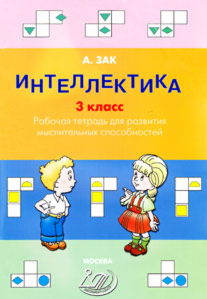 А. ЗАК
ИНТЕЛЛЕКТИКА
3 класс
Рабочая тетрадь для развития
мыслительных способностей
МОСКВА